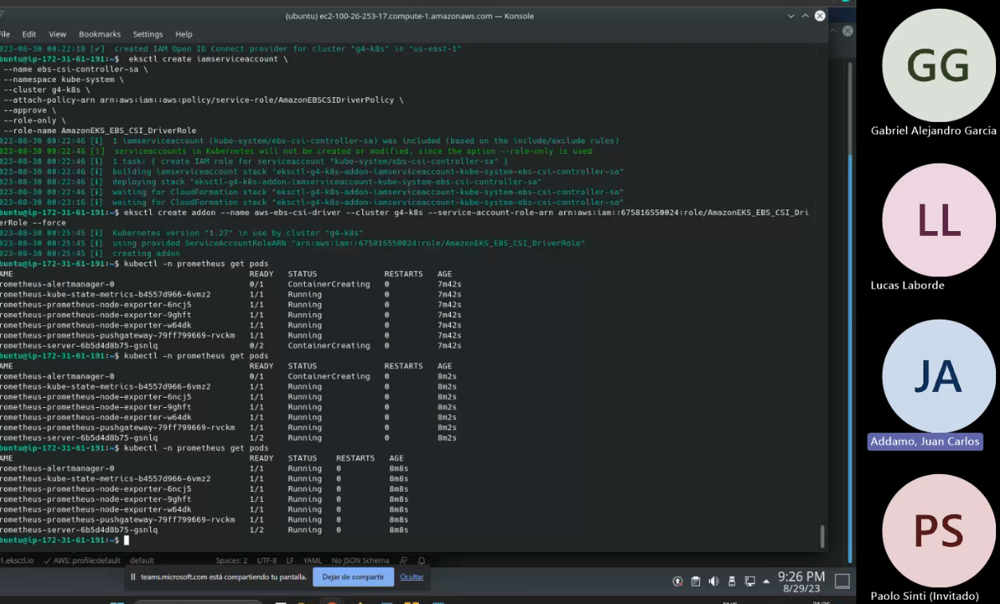 (ubuntu) ec2-100-26-253-17.compute-1.amazonaws.com — Konsole
File Edit View Bookmarks Settings Help
023-08-30 00:22:18 [✔] created IAM Open ID Connect provider for cluster "g4-k8s" in "us-east-1"
buntu@ip-172-31-61-191:~$ eksctl create iamserviceaccount \
--name ebs-csi-controller-sa \
--namespace kube-system \
--cluster g4-k8s \
--attach-policy-arn arn:aws:iam::aws:policy/service-role/AmazonEBSCSIDriverPolicy \
--approve \
--role-only \
--role-name AmazonEKS_EBS_CSI_DriverRole
023-08-30 00:22:46 [ℹ] 1 iamserviceaccount (kube-system/ebs-csi-controller-sa) was included (based on the include/exclude rules)
023-08-30 00:22:46 [!] serviceaccounts in Kubernetes will not be created or modified, since the option --role-only is used
023-08-30 00:22:46 [ℹ] 1 task: { create IAM role for serviceaccount "kube-system/ebs-csi-controller-sa" }
023-08-30 00:22:46 [ℹ] building iamserviceaccount stack "eksctl-g4-k8s-addon-iamserviceaccount-kube-system-ebs-csi-controller-sa"
023-08-30 00:22:46 [ℹ] deploying stack "eksctl-g4-k8s-addon-iamserviceaccount-kube-system-ebs-csi-controller-sa"
023-08-30 00:22:46 [ℹ] waiting for CloudFormation stack "eksctl-g4-k8s-addon-iamserviceaccount-kube-system-ebs-csi-controller-sa"
023-08-30 00:23:16 [ℹ] waiting for CloudFormation stack "eksctl-g4-k8s-addon-iamserviceaccount-kube-system-ebs-csi-controller-sa"
buntu@ip-172-31-61-191:~$ eksctl create addon --name aws-ebs-csi-driver --cluster g4-k8s --service-account-role-arn arn:aws:iam::675816550024:role/AmazonEKS_EBS_CSI_Dri
erRole --force
023-08-30 00:25:45 [ℹ] Kubernetes version "1.27" in use by cluster "g4-k8s"
023-08-30 00:25:45 [ℹ] using provided ServiceAccountRoleARN "arn:aws:iam::675816550024:role/AmazonEKS_EBS_CSI_DriverRole"
023-08-30 00:25:45 [ℹ] creating addon
buntu@ip-172-31-61-191:~$ kubectl -n prometheus get pods
AME READY STATUS RESTARTS AGE
rometheus-alertmanager-0 0/1 ContainerCreating 0 7m42s
rometheus-kube-state-metrics-b4557d966-6vmz2 1/1 Running 0 7m42s
rometheus-prometheus-node-exporter-6ncj5 1/1 Running 0 7m42s
rometheus-prometheus-node-exporter-9ghft 1/1 Running 0 7m42s
rometheus-prometheus-node-exporter-w64dk 1/1 Running 0 7m42s
rometheus-prometheus-pushgateway-79ff799669-rvckm 1/1 Running 0 7m42s
rometheus-server-6b5d4d8b75-gsnlq 0/2 ContainerCreating 0 7m42s
buntu@ip-172-31-61-191:~$ kubectl -n prometheus get pods
AME READY STATUS RESTARTS AGE
rometheus-alertmanager-0 0/1 ContainerCreating 0 8m2s
rometheus-kube-state-metrics-b4557d966-6vmz2 1/1 Running 0 8m2s
rometheus-prometheus-node-exporter-6ncj5 1/1 Running 0 8m2s
rometheus-prometheus-node-exporter-9ghft 1/1 Running 0 8m2s
rometheus-prometheus-node-exporter-w64dk 1/1 Running 0 8m2s
rometheus-prometheus-pushgateway-79ff799669-rvckm 1/1 Running 0 8m2s
rometheus-server-6b5d4d8b75-gsnlq 1/2 Running 0 8m2s
buntu@ip-172-31-61-191:~$ kubectl -n prometheus get pods
AME READY STATUS RESTARTS AGE
rometheus-alertmanager-0 1/1 Running 0 8m8s
rometheus-kube-state-metrics-b4557d966-6vmz2 1/1 Running 0 8m8s
rometheus-prometheus-node-exporter-6ncj5 1/1 Running 0 8m8s
rometheus-prometheus-node-exporter-9ghft 1/1 Running 0 8m8s
rometheus-prometheus-node-exporter-w64dk 1/1 Running 0 8m8s
rometheus-prometheus-pushgateway-79ff799669-rvckm 1/1 Running 0 8m8s
rometheus-server-6b5d4d8b75-gsnlq 1/2 Running 0 8m8s
buntu@ip-172-31-61-191:~$
1.eksctl.io AWS: profile:default default Spaces: 2 UTF-8 LF YAML No JSON Schema
teams.microsoft.com está compartiendo tu pantalla. Dejar de compartir Ocultar
9:26 PM
8/29/23
GG
Gabriel Alejandro Garcia
LL
Lucas Laborde
JA
Addamo, Juan Carlos
PS
Paolo Sinti (Invitado)